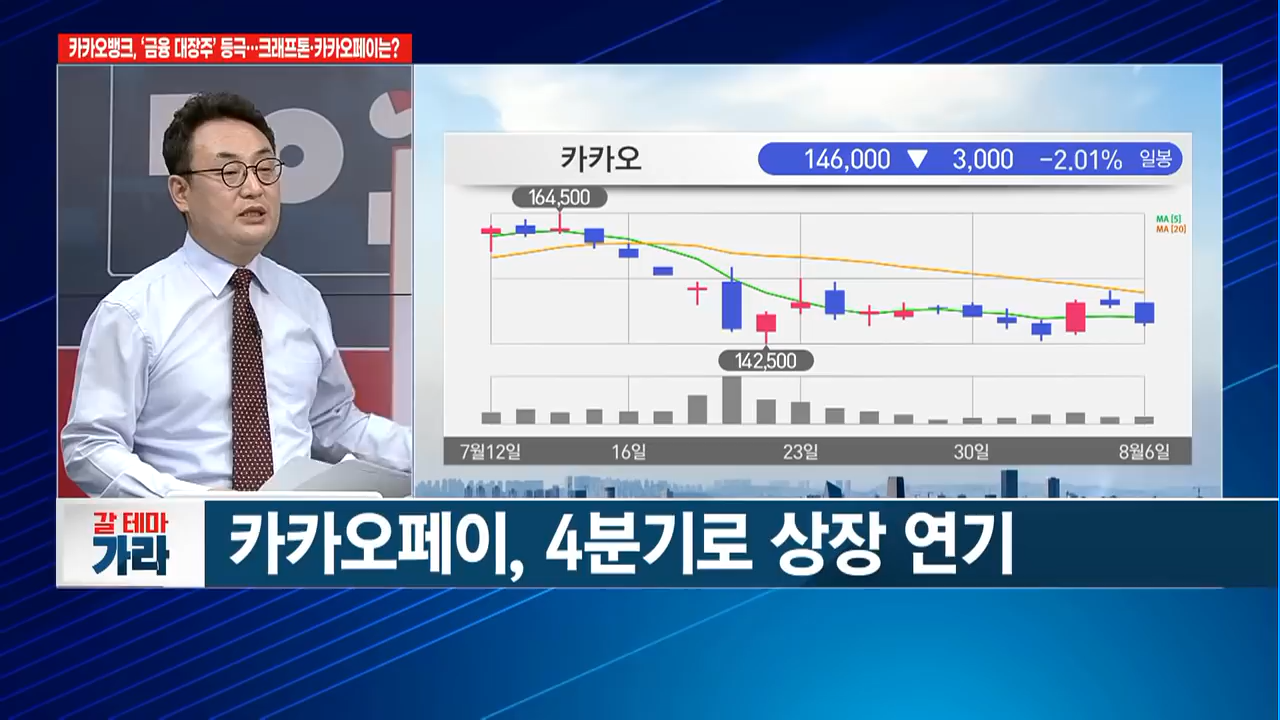 카카오뱅크, '금융 대장주' 등극…크래프톤·카카오페이는?
카카오
146,000 ▼ 3,000 -2.01% 일봉
164,500
MA [5]
MA [20]
142,500
7월12일 16일 23일 30일 8월6일
갈 테마
가라
카카오페이, 4분기로 상장 연기